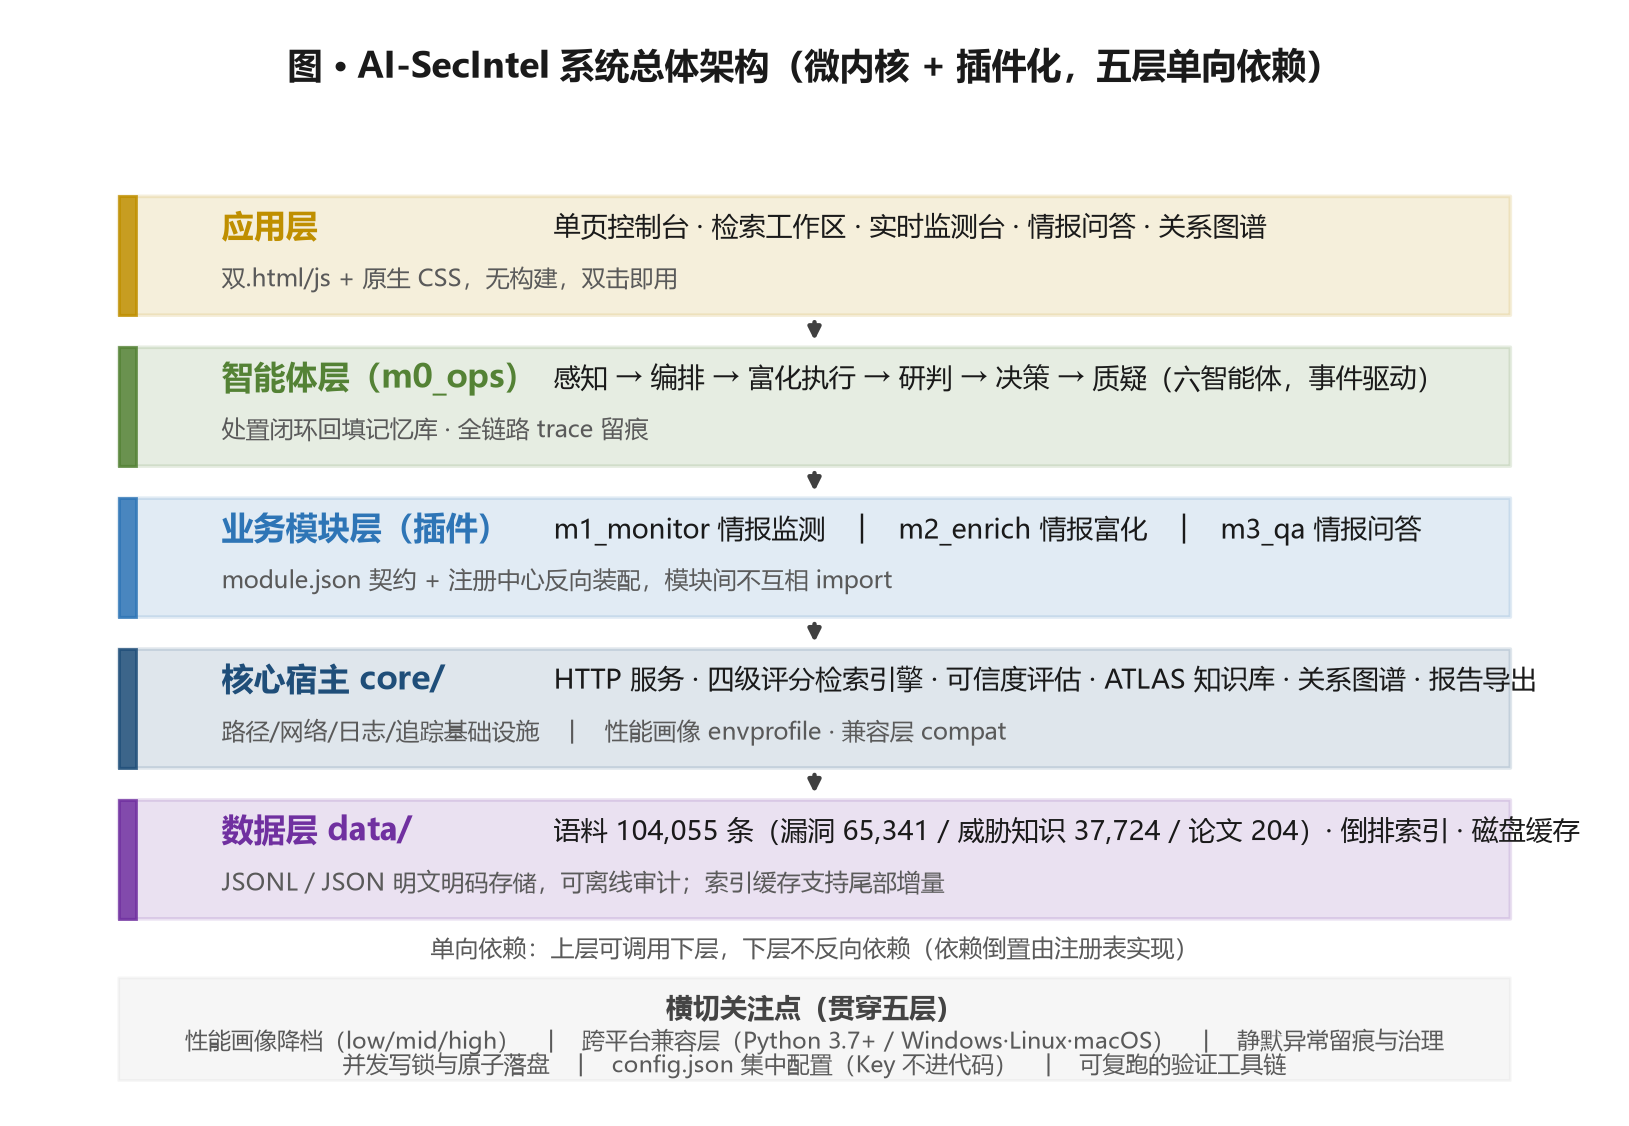 图 • AI-SecIntel 系统总体架构（微内核 + 插件化，五层单向依赖）
应用层 单页控制台 · 检索工作区 · 实时监测台 · 情报问答 · 关系图谱
双.html/js + 原生 CSS，无构建，双击即用
智能体层（m0_ops） 感知 → 编排 → 富化执行 → 研判 → 决策 → 质疑（六智能体，事件驱动）
处置闭环回填记忆库 · 全链路 trace 留痕
业务模块层（插件） m1_monitor 情报监测 | m2_enrich 情报富化 | m3_qa 情报问答
module.json 契约 + 注册中心反向装配，模块间不互相 import
核心宿主 core/ HTTP 服务 · 四级评分检索引擎 · 可信度评估 · ATLAS 知识库 · 关系图谱 · 报告导出
路径/网络/日志/追踪基础设施 | 性能画像 envprofile · 兼容层 compat
数据层 data/ 语料 104,055 条（漏洞 65,341 / 威胁知识 37,724 / 论文 204）· 倒排索引 · 磁盘缓存
JSONL / JSON 明文明码存储，可离线审计；索引缓存支持尾部增量
单向依赖：上层可调用下层，下层不反向依赖（依赖倒置由注册表实现）
横切关注点（贯穿五层）
性能画像降档（low/mid/high） | 跨平台兼容层（Python 3.7+ / Windows·Linux·macOS） | 静默异常留痕与治理
并发写锁与原子落盘 | config.json 集中配置（Key 不进代码） | 可复跑的验证工具链